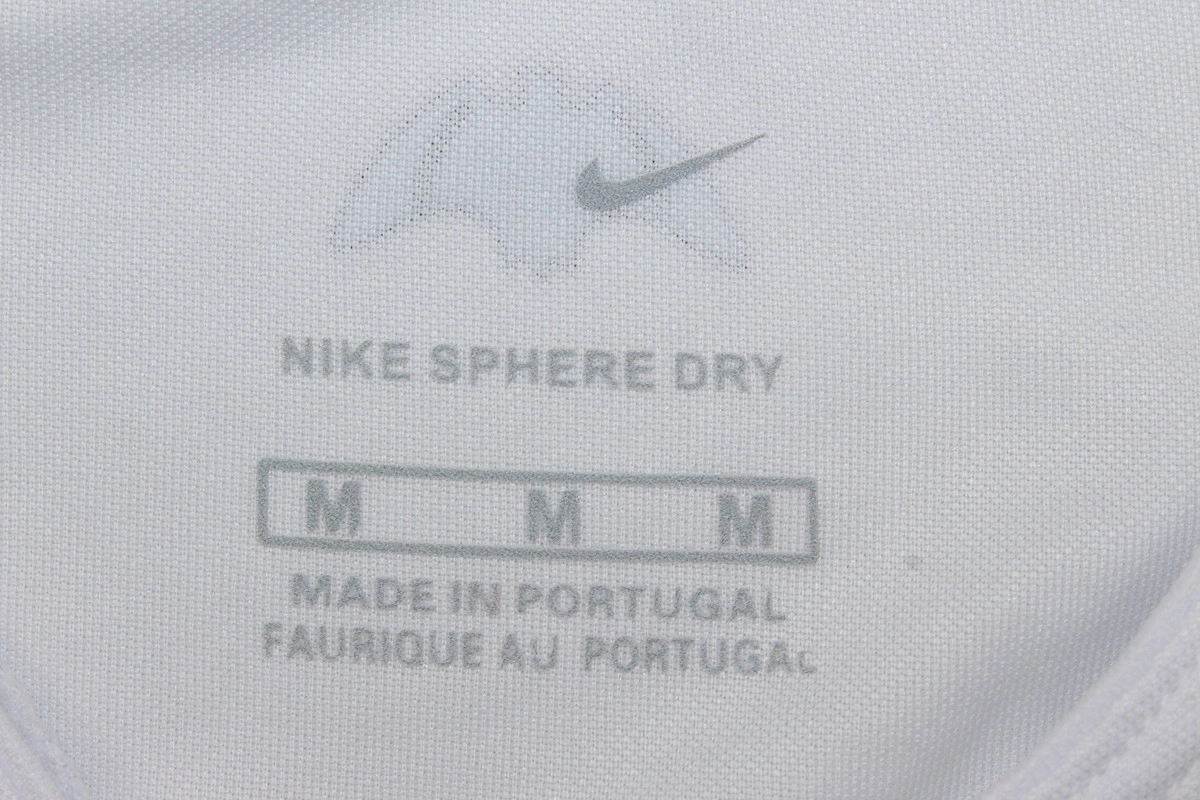 NIKE SPHERE DRY
M M M
MADE IN PORTUGAL
FAURIQUE AU PORTUGAL